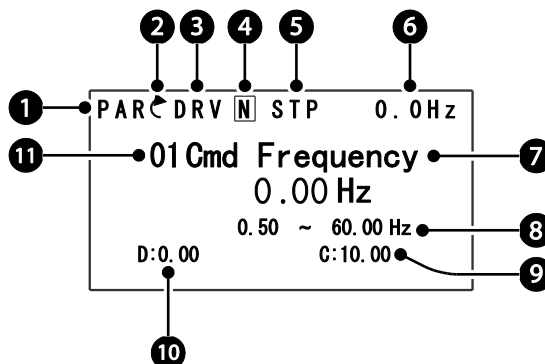 2 3 4 5 6
1 PAR DRV N STP 0.0Hz
11 01 Cmd Frequency 7
0.00 Hz
0.50 ~ 60.00 Hz 8
D:0.00 C:10.00
9
10